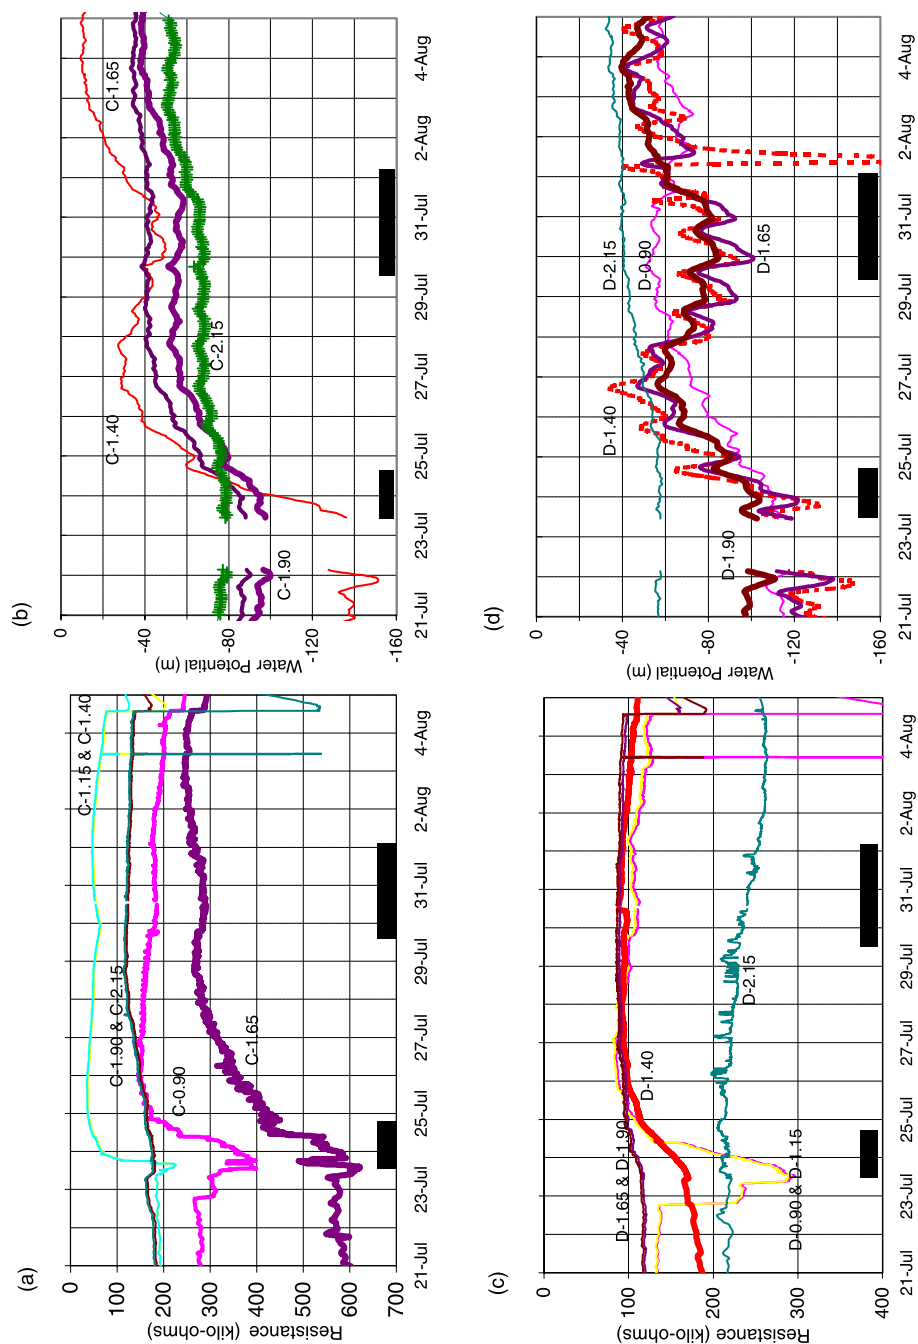 (a)
C-1.15 & C-1.40
C-1.90 & C-2.15
C-0.90
C-1.65
0
100
200
300
400
500
600
700
Resistance
(kilo-ohms)
21-Jul
23-Jul
25-Jul
27-Jul
29-Jul
31-Jul
2-Aug
4-Aug
(b)
C-1.65
C-1.40
C-2.15
C-1.90
0
-40
-80
-120
-160
Water Potential (m)
21-Jul
23-Jul
25-Jul
27-Jul
29-Jul
31-Jul
2-Aug
4-Aug
(c)
D-1.65 & D-1.90
D-1.40
D-2.15
D-0.90 & D-1.15
0
100
200
300
400
Resistance
(kilo-ohms)
21-Jul
23-Jul
25-Jul
27-Jul
29-Jul
31-Jul
2-Aug
4-Aug
(d)
D-2.15
D-0.90
D-1.65
D-1.40
D-1.90
0
-40
-80
-120
-160
Water Potential (m)
21-Jul
23-Jul
25-Jul
27-Jul
29-Jul
31-Jul
2-Aug
4-Aug